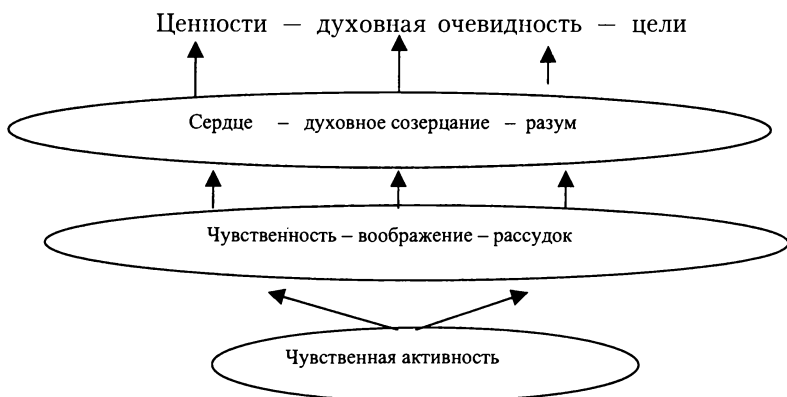 Ценности — духовная очевидность — цели
Сердце – духовное созерцание – разум
Чувственность – воображение – рассудок
Чувственная активность